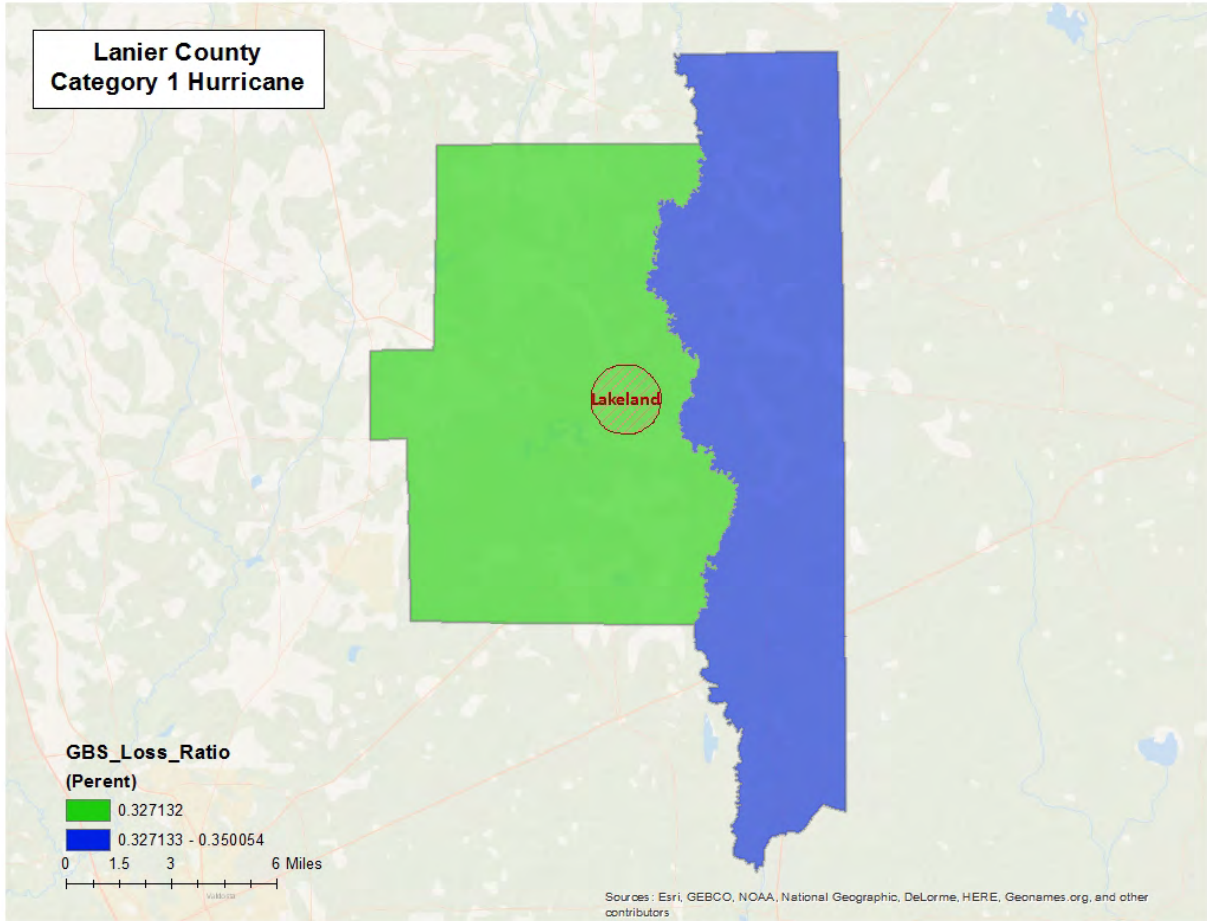 Lanier County
Category 1 Hurricane
Lakeland
GBS_Loss_Ratio
(Perent)
0.327132
0.327133 - 0.350054
0 1.5 3 6 Miles
Valdosta
Sources: Esri, GEBCO, NOAA, National Geographic, DeLorme, HERE, Geonames.org, and other
contributors